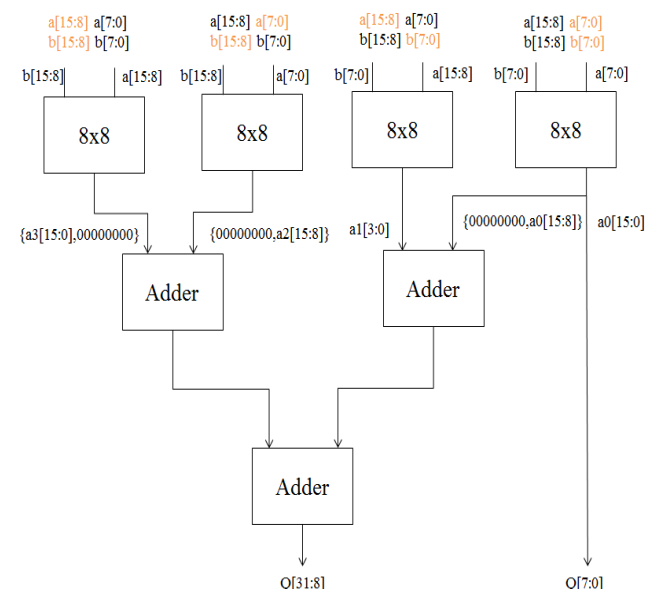 a[15:8] a[7:0] a[15:8] a[7:0] a[15:8] a[7:0] a[15:8] a[7:0]
b[15:8] b[7:0] b[15:8] b[7:0] b[15:8] b[7:0] b[15:8] b[7:0]
b[15:8] a[15:8] b[15:8] a[7:0] b[7:0] a[15:8] b[7:0] a[7:0]
8x8 8x8 8x8 8x8
{a3[15:0],00000000} {00000000,a2[15:8]} a1[3:0] {00000000,a0[15:8]} a0[15:0]
Adder Adder
Adder
Q[31:8] Q[7:0]